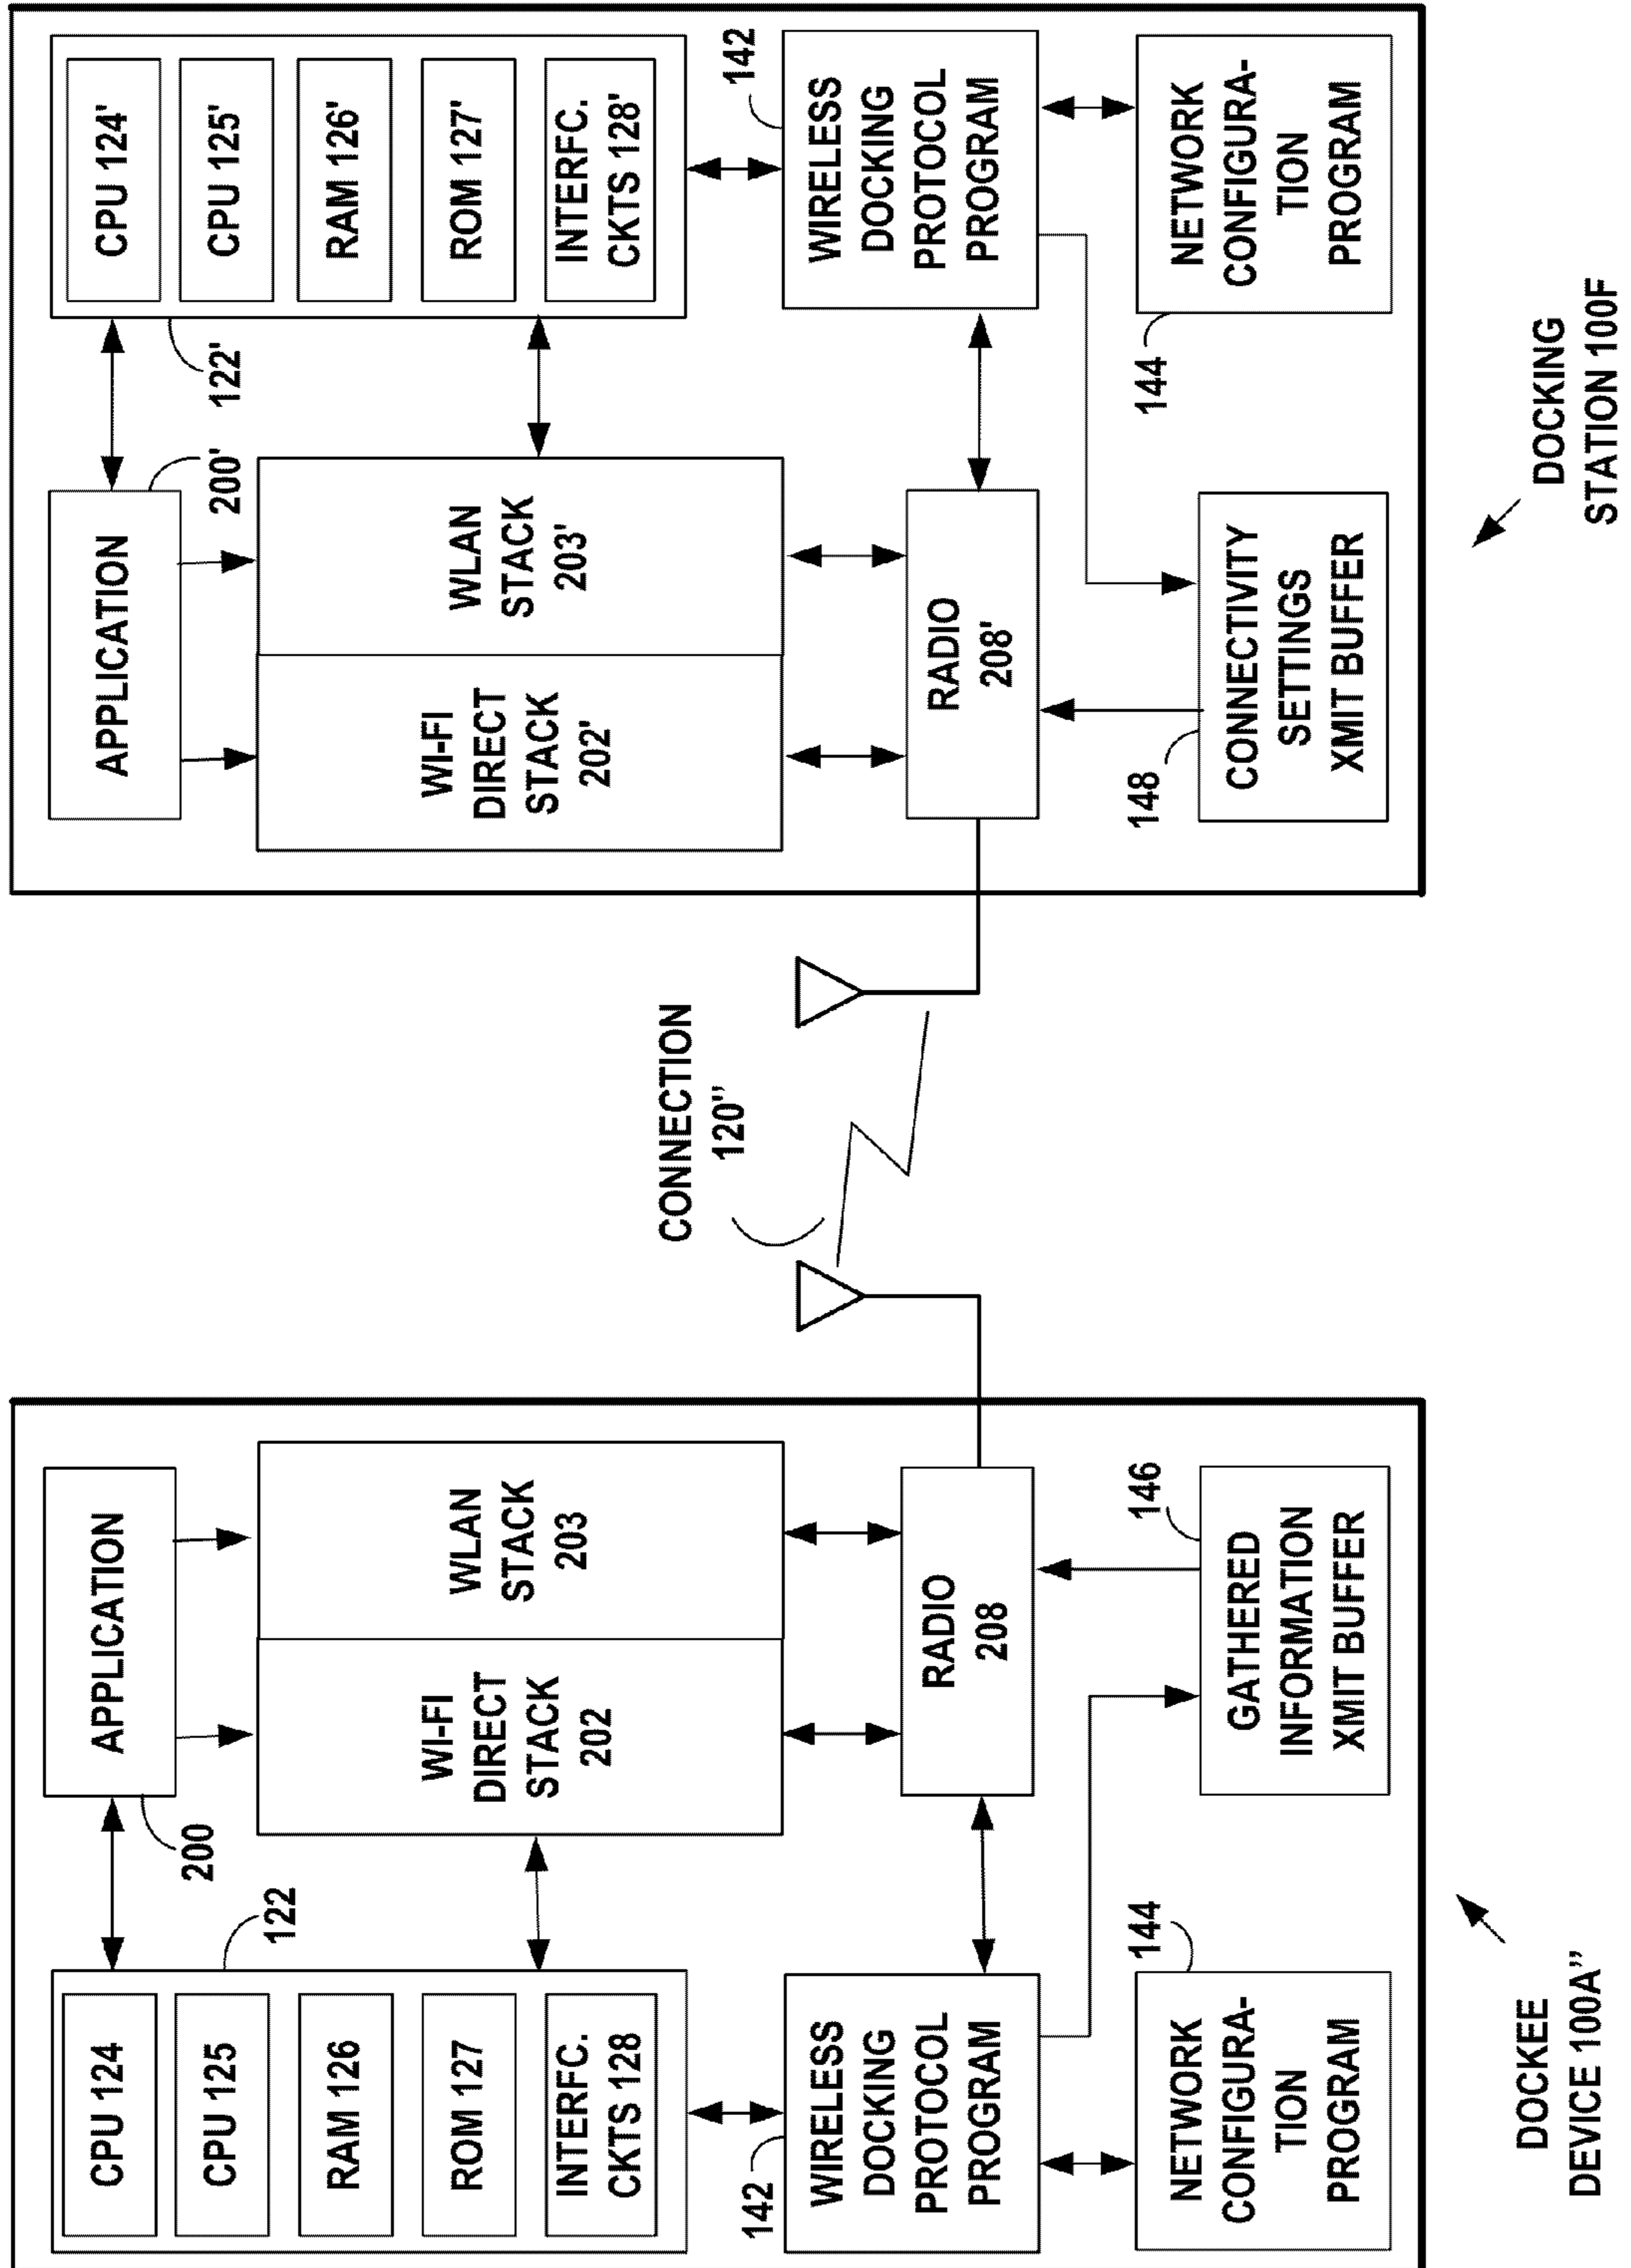 CPU 124
CPU 125
RAM 126
ROM 127
INTERFC.
CKTS 128
122
200
APPLICATION
WI-FI
DIRECT
STACK
202
WLAN
STACK
203
142
WIRELESS
DOCKING
PROTOCOL
PROGRAM
RADIO
208
144
NETWORK
CONFIGURA-
TION
PROGRAM
146
GATHERED
INFORMATION
XMIT BUFFER
DOCKEE
DEVICE 100A"
CONNECTION
120"
APPLICATION
200'
122'
CPU 124'
CPU 125'
RAM 126'
ROM 127'
INTERFC.
CKTS 128'
WI-FI
DIRECT
STACK
202'
WLAN
STACK
203'
RADIO
208'
142
WIRELESS
DOCKING
PROTOCOL
PROGRAM
148
CONNECTIVITY
SETTINGS
XMIT BUFFER
144
NETWORK
CONFIGURA-
TION
PROGRAM
DOCKING
STATION 100F